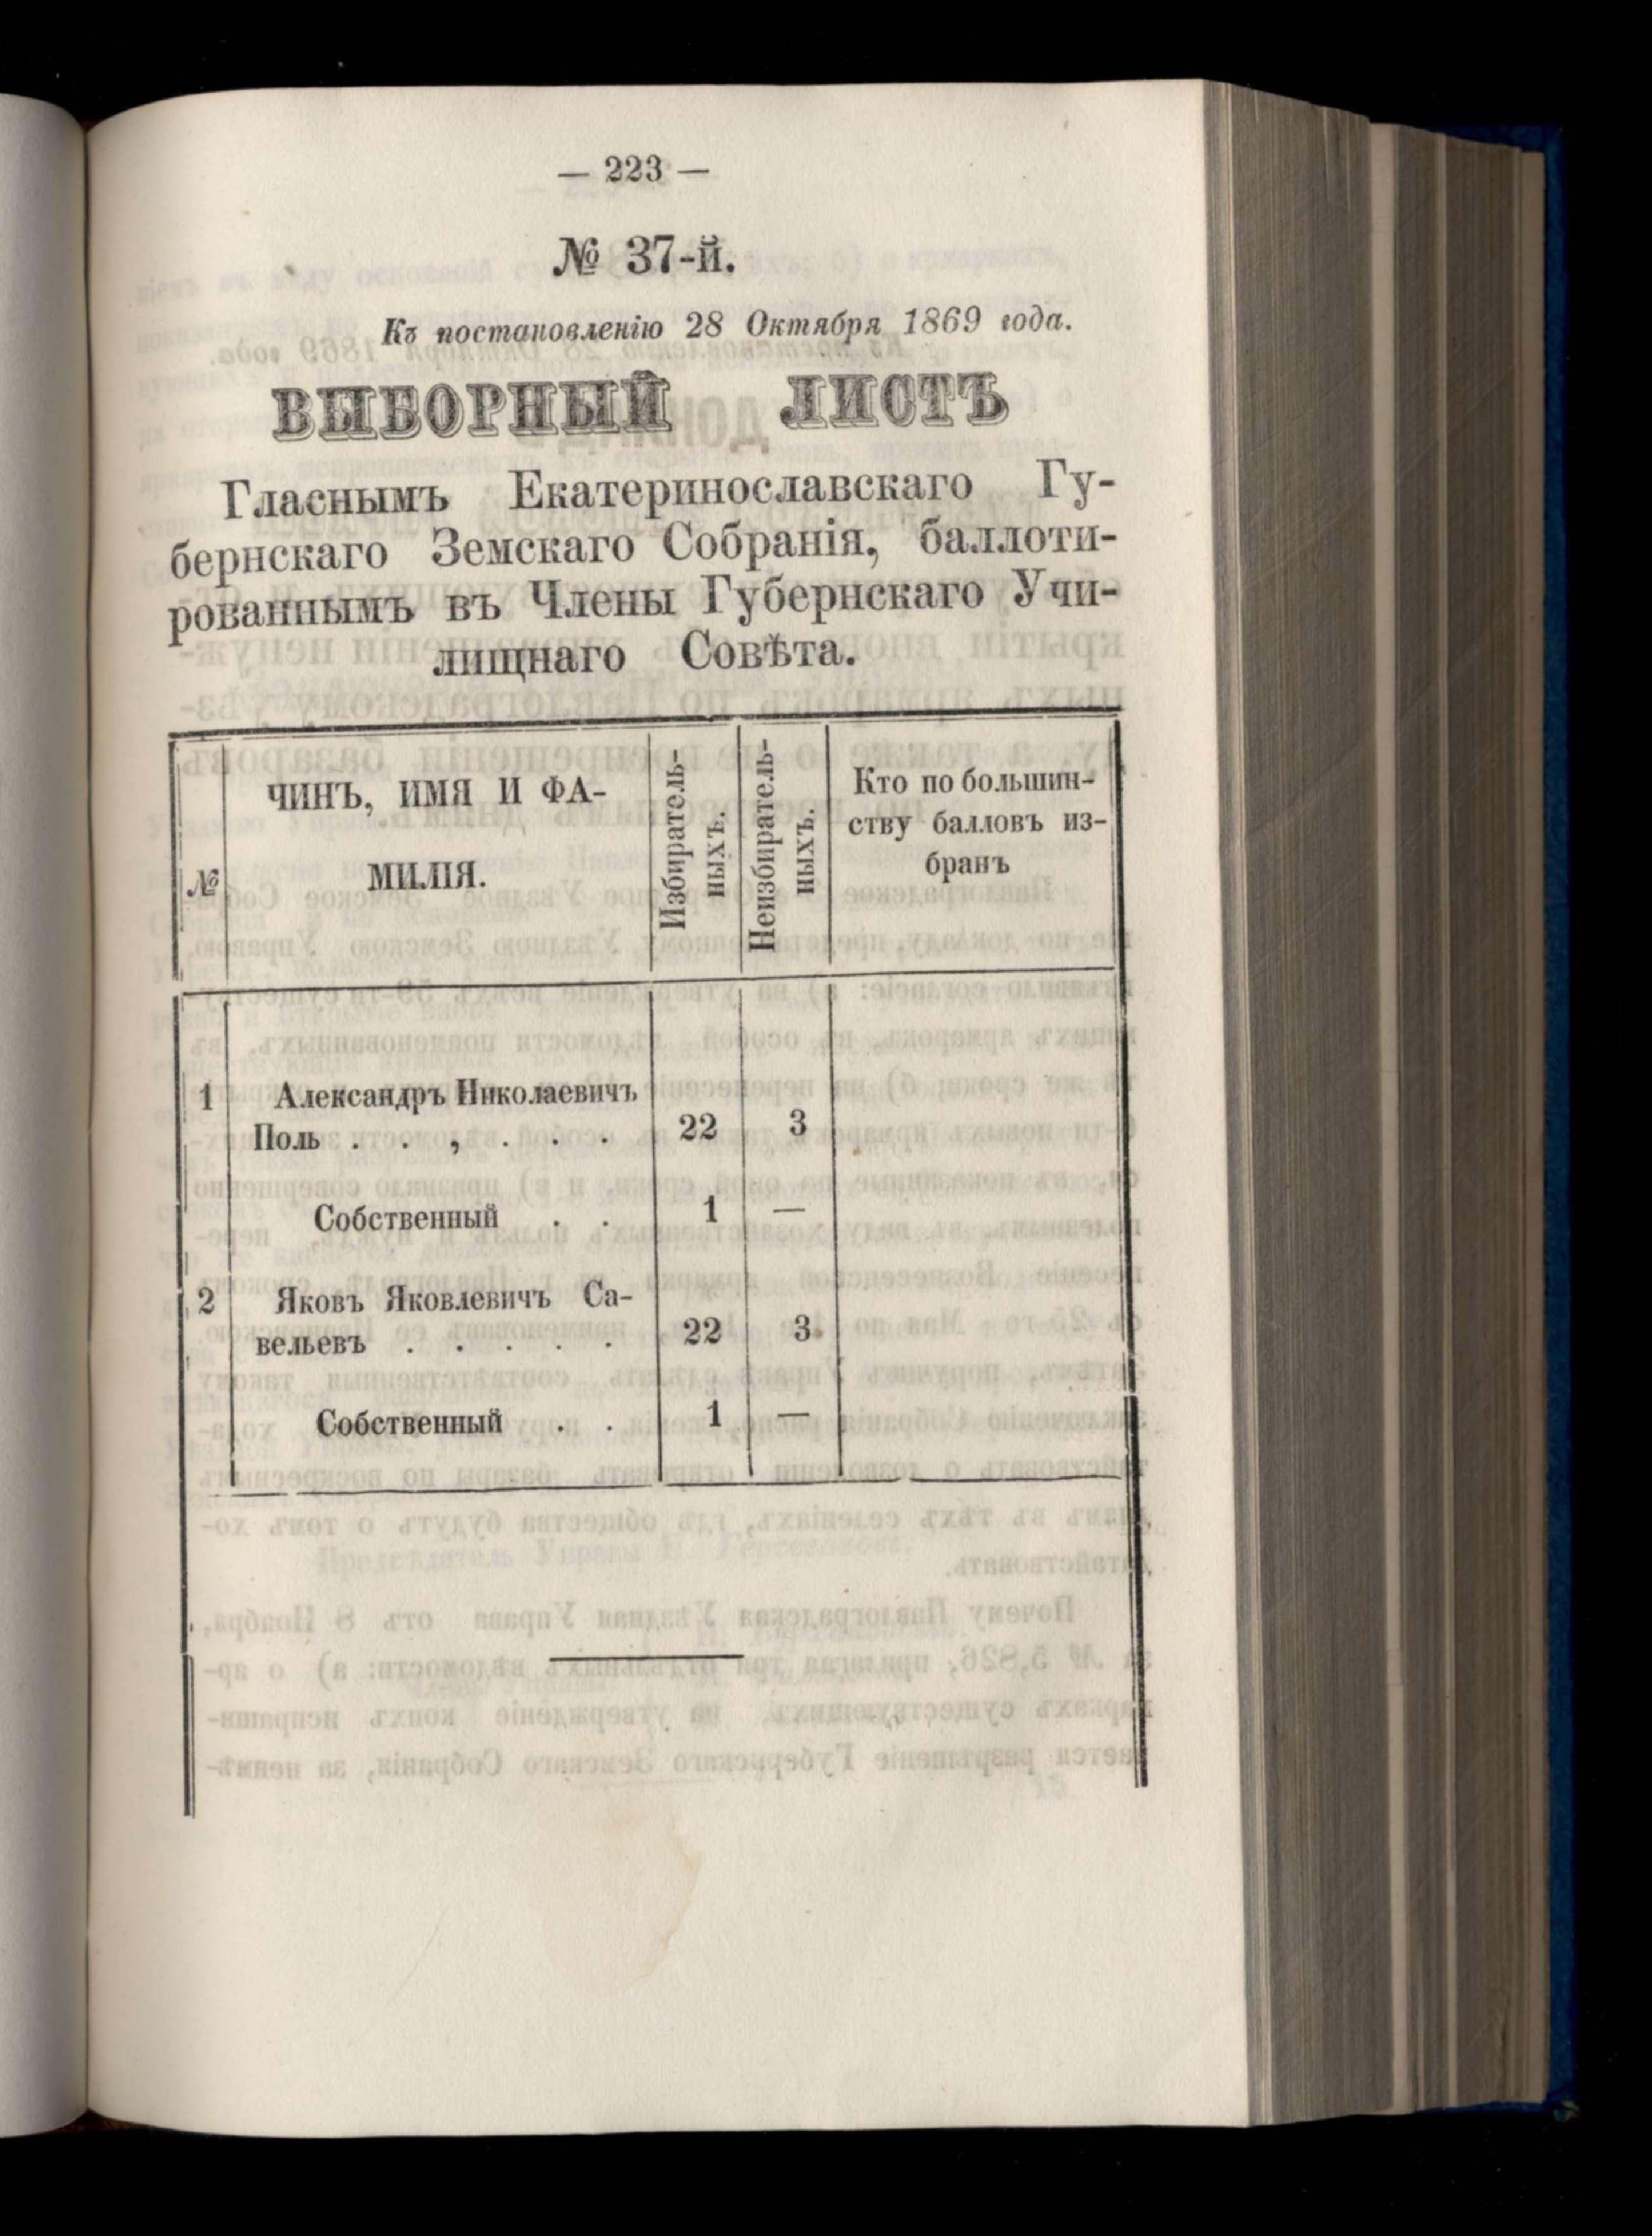 — 223 —
№ 37-й.
Къ постановленію 28 Октября 1869 года.
ВЫБОРНЫЙ ЛИСТЪ
Гласнымъ Екатеринославскаго Гу-
бернскаго Земскаго Собранія, баллоти-
рованнымъ въ Члены Губернскаго Учи-
лищнаго Совѣта.
№
ЧИНЪ, ИМЯ И ФА-
МИЛІЯ.
Избиратель-
ныхъ.
Неизбиратель-
ныхъ.
Кто по большин-
ству балловъ из-
бранъ
1 Александръ Николаевичъ
Поль . . , . . . 22 3
Собственный . . 1 —
2 Яковъ Яковлевичъ Са-
вельевъ . . . . . 22 3
Собственный . . 1 —